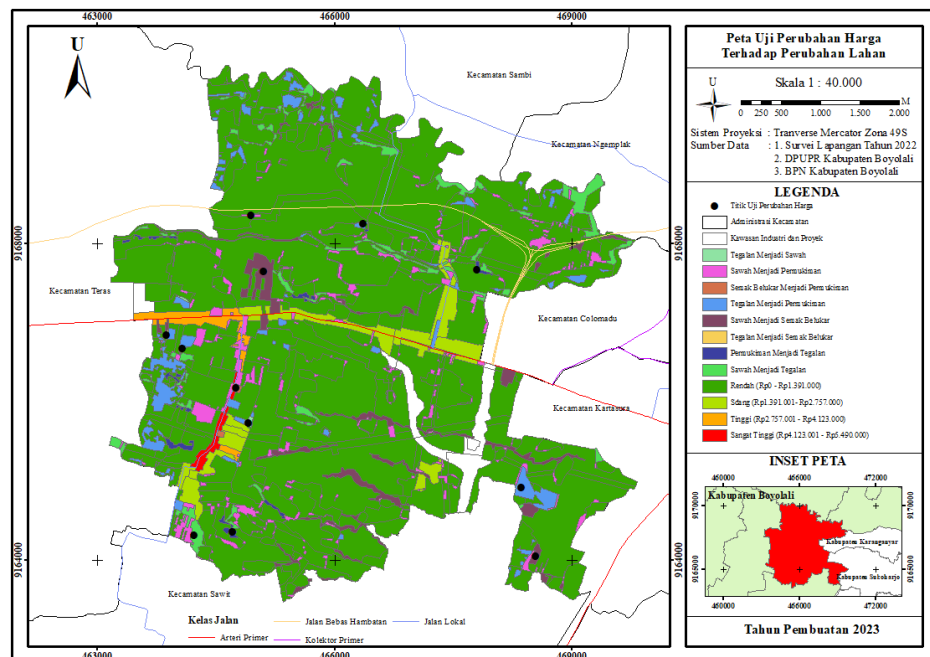 463000 466000 469000
U
Kecamatan Sambi
Kecamatan Ngemplak
9168000 9168000
Kecamatan Teras
Kecamatan Colomadu
Kecamatan Kartasura
9164000 9164000
Kecamatan Sawit
Kelas Jalan
Jalan Bebas Hambatan
Jalan Lokal
Arteri Primer
Kolektor Primer
463000 466000 469000
Peta Uji Perubahan Harga
Terhadap Perubahan Lahan
U
Skala 1 : 40.000
M
0 250 500 1.000 1.500 2.000
Sistem Proyeksi : Tranverse Mercator Zona 49S
Sumber Data : 1. Survei Lapangan Tahun 2022
2. DPUPR Kabupaten Boyolali
3. BPN Kabupaten Boyolali
LEGENDA
Titik Uji Perubahan Harga
Administrasi Kecamatan
Kawasan Industri dan Proyek
Tegalan Menjadi Sawah
Sawah Menjadi Pemukiman
Semak Belukar Menjadi Permukiman
Tegalan Menjadi Permukiman
Sawah Menjadi Semak Belukar
Tegalan Menjadi Semak Belukar
Permukiman Menjadi Tegalan
Sawah Menjadi Tegalan
Rendah (Rp0 - Rp1.391.000)
Sdang (Rp1.391.001- Rp2.757.000)
Tinggi (Rp2.757.001 - Rp4.123.000)
Sangat Tinggi (Rp4.123.001 - Rp5.490.000)
INSET PETA
460000 466000 472000
Kabupaten Boyolali
9170000 9170000
Kabupaten Karanganyar
9165000 9165000
Kabupaten Sukoharjo
460000 466000 472000
Tahun Pembuatan 2023